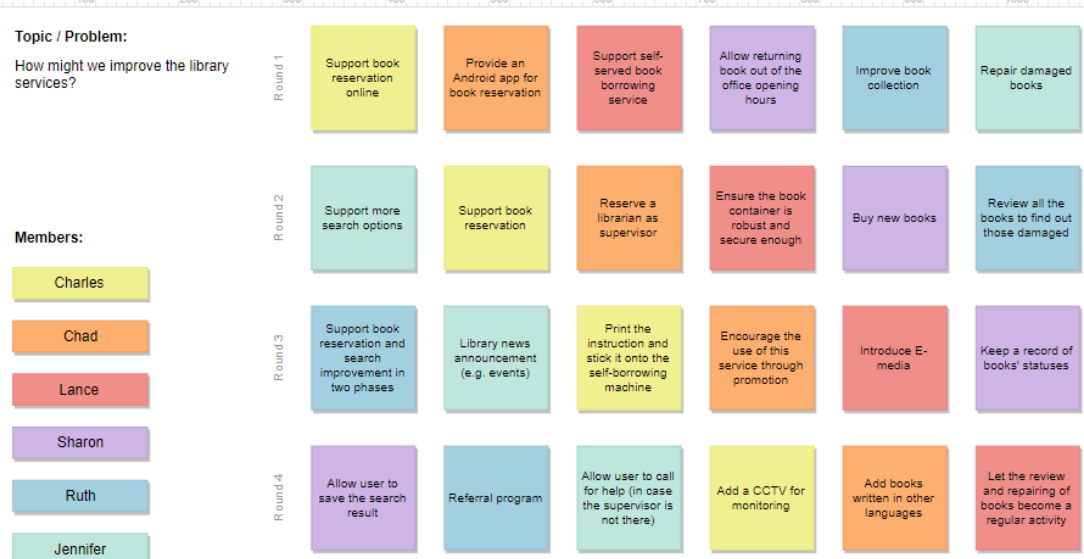 Topic / Problem:
How might we improve the library
services?
Members:
Charles
Chad
Lance
Sharon
Ruth
Jennifer
Round 1
Support book
reservation
online
Provide an
Android app for
book reservation
Support self-
served book
borrowing
service
Allow returning
book out of the
office opening
hours
Improve book
collection
Repair damaged
books
Round 2
Support more
search options
Support book
reservation
Reserve a
librarian as
supervisor
Ensure the book
container is
robust and
secure enough
Buy new books
Review all the
books to find out
those damaged
Round 3
Support book
reservation and
search
improvement in
two phases
Library news
announcement
(e.g. events)
Print the
instruction and
stick it onto the
self-borrowing
machine
Encourage the
use of this
service through
promotion
Introduce E-
media
Keep a record of
books' statuses
Round 4
Allow user to
save the search
result
Referral program
Allow user to call
for help (in case
the supervisor is
not there)
Add a CCTV for
monitoring
Add books
written in other
languages
Let the review
and repairing of
books become a
regular activity